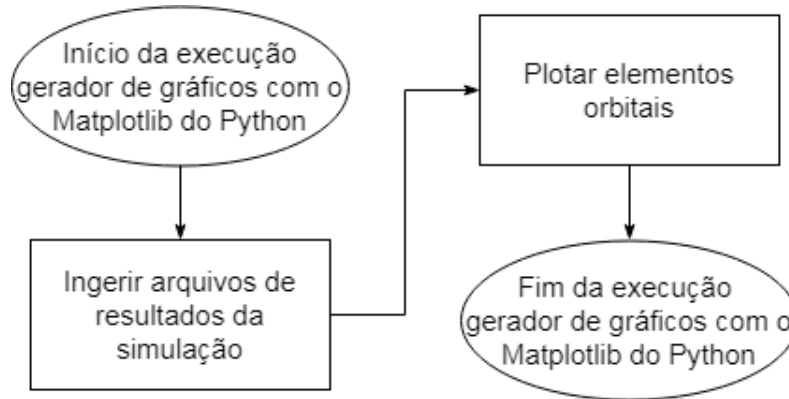 Início da execução
gerador de gráficos com o
Matplotlib do Python
Ingerir arquivos de
resultados da
simulação
Plotar elementos
orbitais
Fim da execução
gerador de gráficos com o
Matplotlib do Python